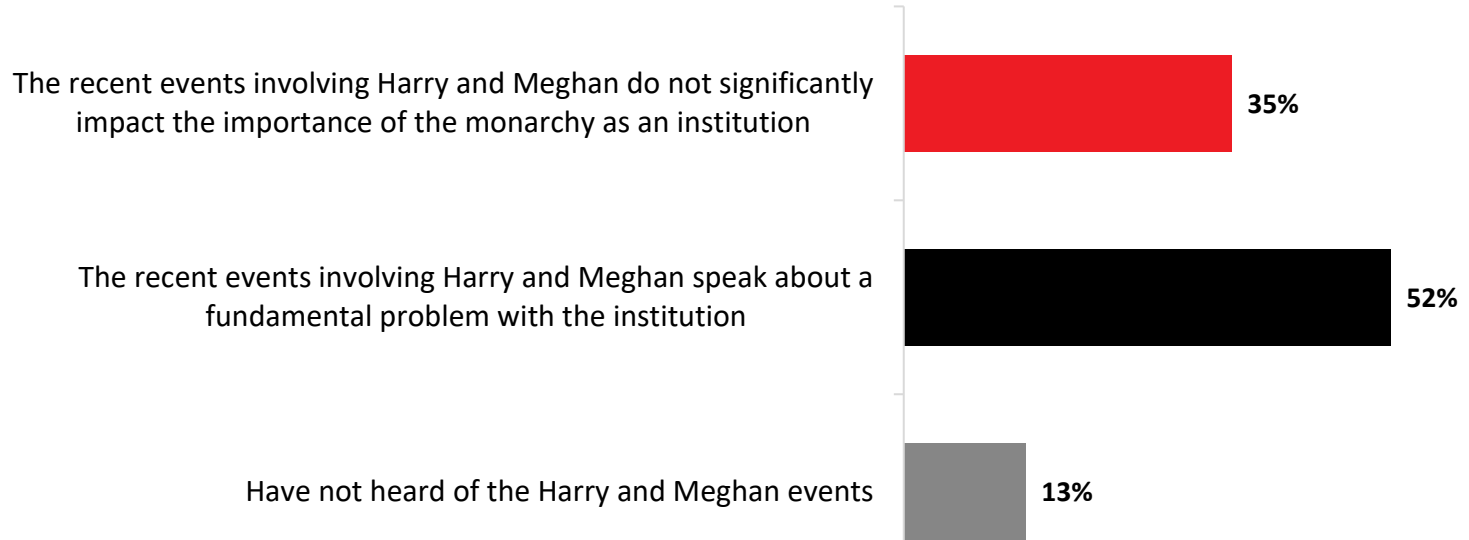 The recent events involving Harry and Meghan do not significantly
impact the importance of the monarchy as an institution
35%
The recent events involving Harry and Meghan speak about a
fundamental problem with the institution
52%
Have not heard of the Harry and Meghan events
13%